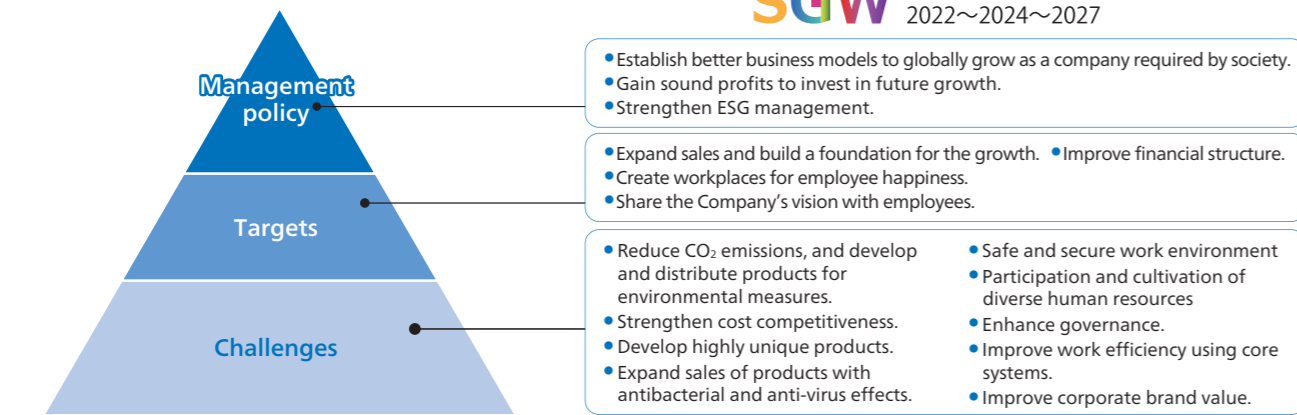 SGW 2022～2024～2027
Management
policy
•Establish better business models to globally grow as a company required by society.
•Gain sound profits to invest in future growth.
•Strengthen ESG management.
Targets
•Expand sales and build a foundation for the growth. •Improve financial structure.
•Create workplaces for employee happiness.
•Share the Company's vision with employees.
Challenges
•Reduce CO₂ emissions, and develop
and distribute products for
environmental measures.
•Strengthen cost competitiveness.
•Develop highly unique products.
•Expand sales of products with
antibacterial and anti-virus effects.
•Safe and secure work environment
•Participation and cultivation of
diverse human resources
•Enhance governance.
•Improve work efficiency using core
systems.
•Improve corporate brand value.